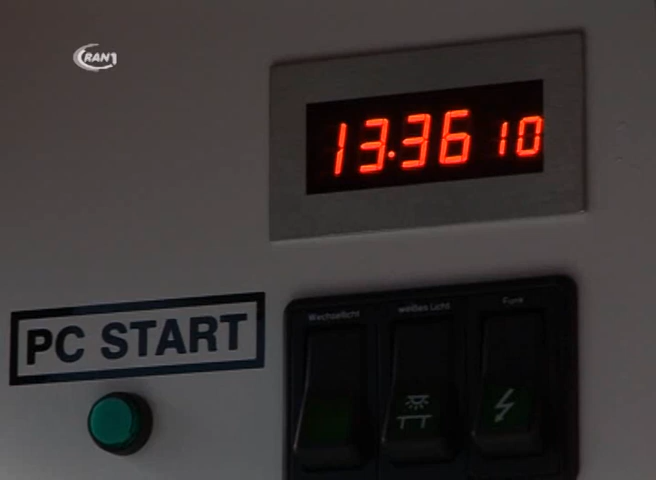 RAN1
13.36 10
PC START
Wechsellicht
weißes Licht
Funk